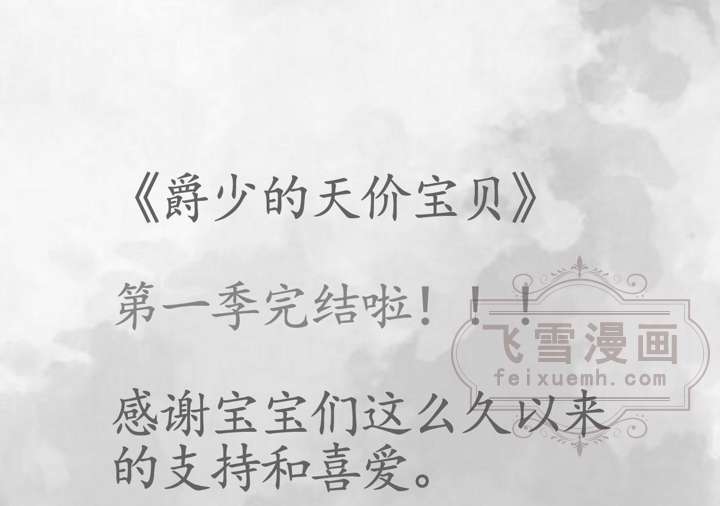 《爵少的天价宝贝》
第一季完结啦！！！
飞雪漫画
feixuemh.com
感谢宝宝们这么久以来
的支持和喜爱。